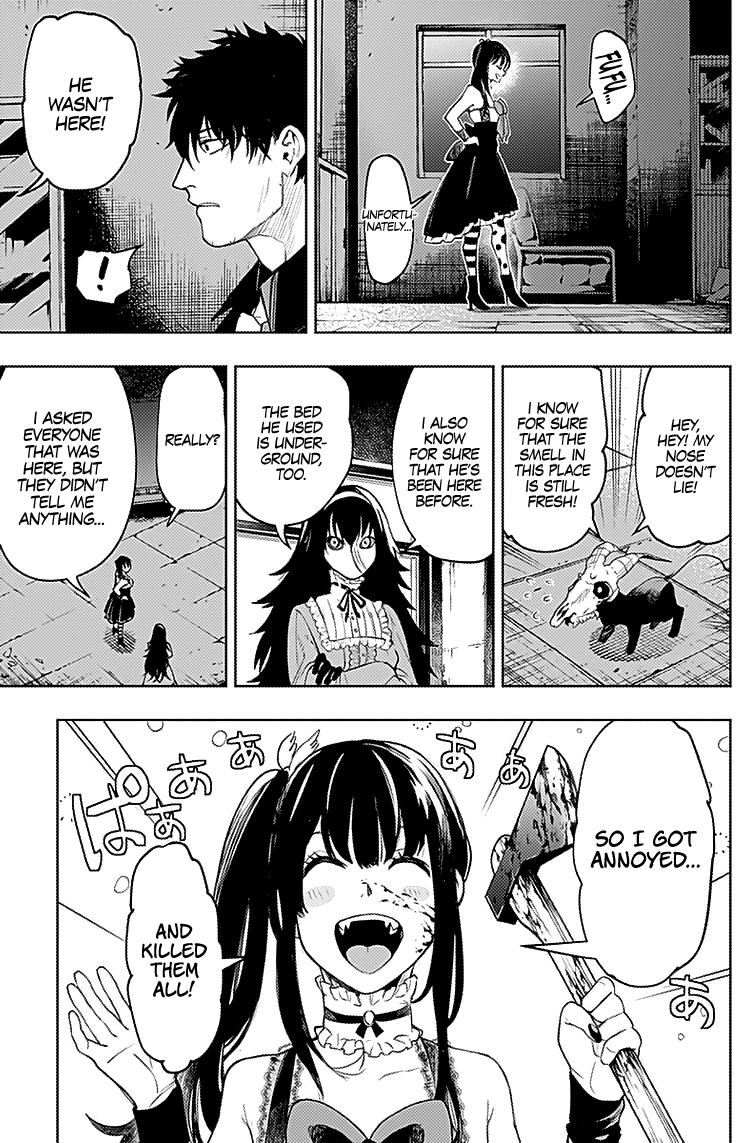 FUFU...
UNFORTU-
NATELY...
HE
WASN'T
HERE!
!
HEY,
HEY! MY
NOSE
DOESN'T
LIE!
I KNOW
FOR SURE
THAT THE
SMELL IN
THIS PLACE
IS STILL
FRESH!
I ALSO
KNOW
FOR SURE
THAT HE'S
BEEN HERE
BEFORE.
THE BED
HE USED
IS UNDER-
GROUND,
TOO.
REALLY?
I ASKED
EVERYONE
THAT WAS
HERE, BUT
THEY DIDN'T
TELL ME
ANYTHING...
SO I GOT
ANNOYED...
AND
KILLED
THEM
ALL!
ぱぁぁぁぁぁぁ